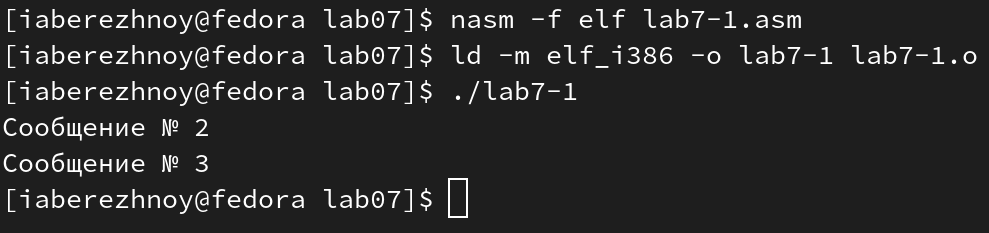 [iaberezhnoy@fedora lab07]$ nasm -f elf lab7-1.asm
[iaberezhnoy@fedora lab07]$ ld -m elf_i386 -o lab7-1 lab7-1.o
[iaberezhnoy@fedora lab07]$ ./lab7-1
Сообщение № 2
Сообщение № 3
[iaberezhnoy@fedora lab07]$